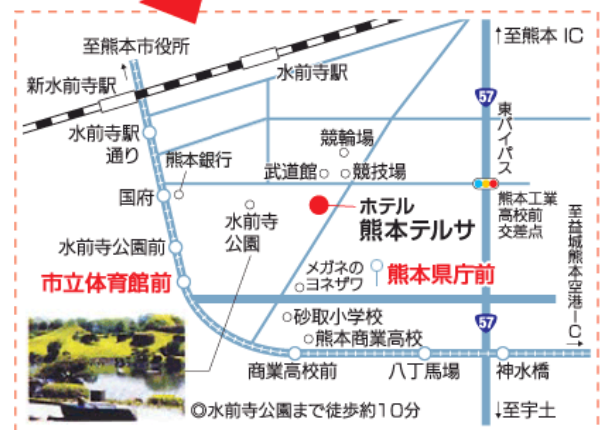 至熊本市役所
↑至熊本IC
新水前寺駅
水前寺駅
57
東バイパス
水前寺駅
通り
競輪場
熊本銀行
武道館
競技場
国府
熊本工業
高校前
交差点
水前寺
公園
ホテル
熊本テルサ
至益城熊本空港IC→
水前寺公園前
メガネの
ヨネザワ
熊本県庁前
市立体育館前
砂取小学校
57
熊本商業高校
商業高校前
八丁馬場
神水橋
◎水前寺公園まで徒歩約10分
↓至宇土